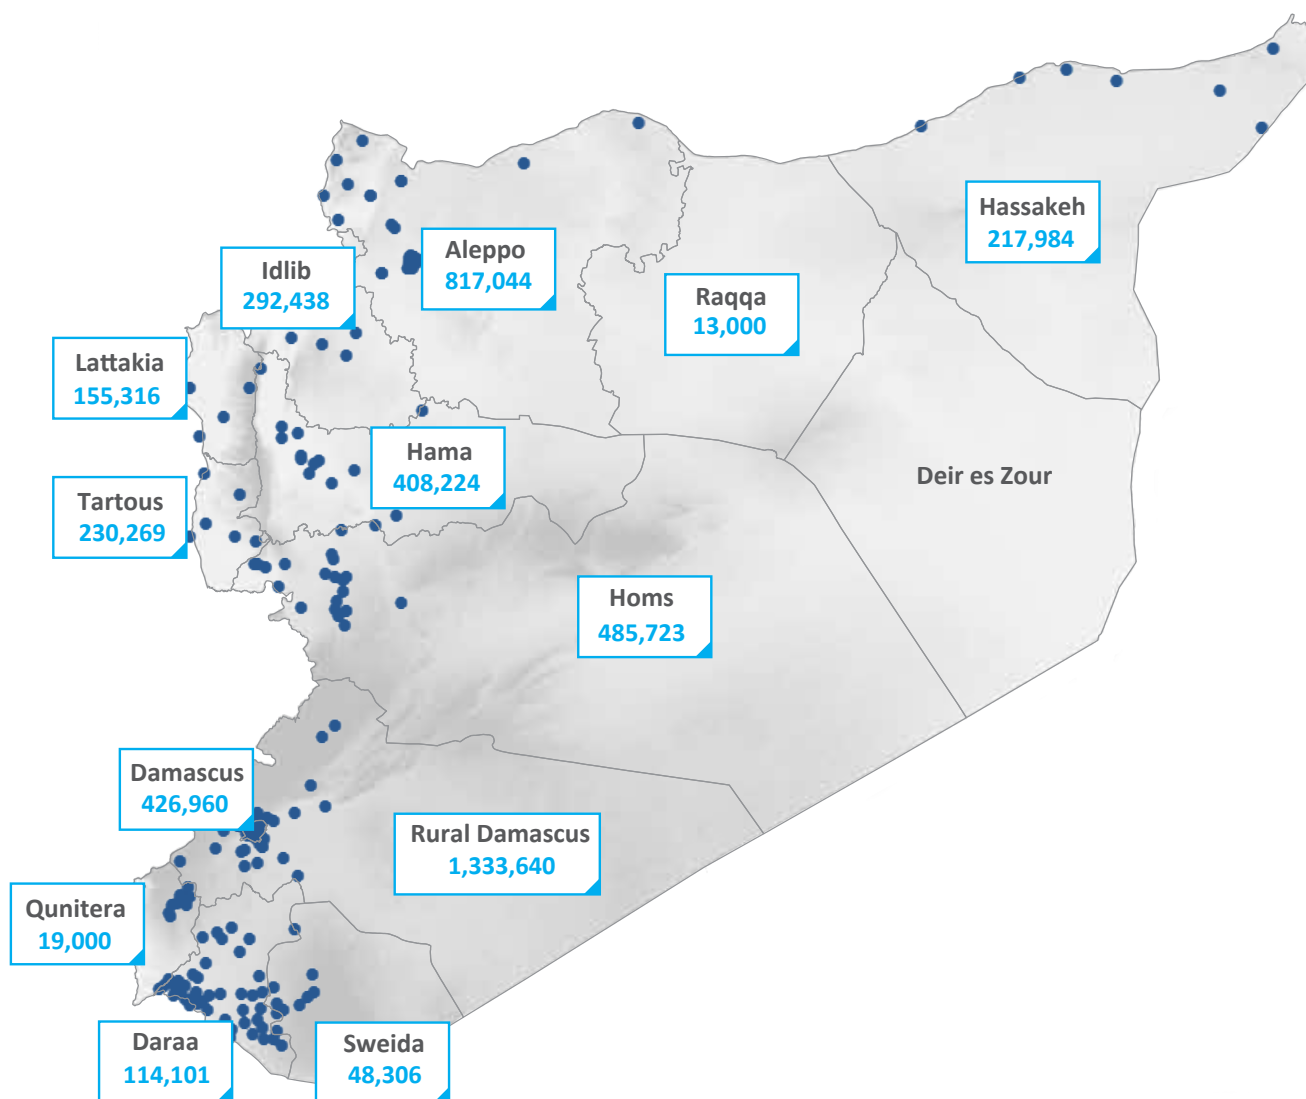 Hassakeh
217,984
Aleppo
817,044
Idlib
292,438
Raqqa
13,000
Lattakia
155,316
Hama
408,224
Deir es Zour
Tartous
230,269
Homs
485,723
Damascus
426,960
Rural Damascus
1,333,640
Qunitera
19,000
Daraa
114,101
Sweida
48,306